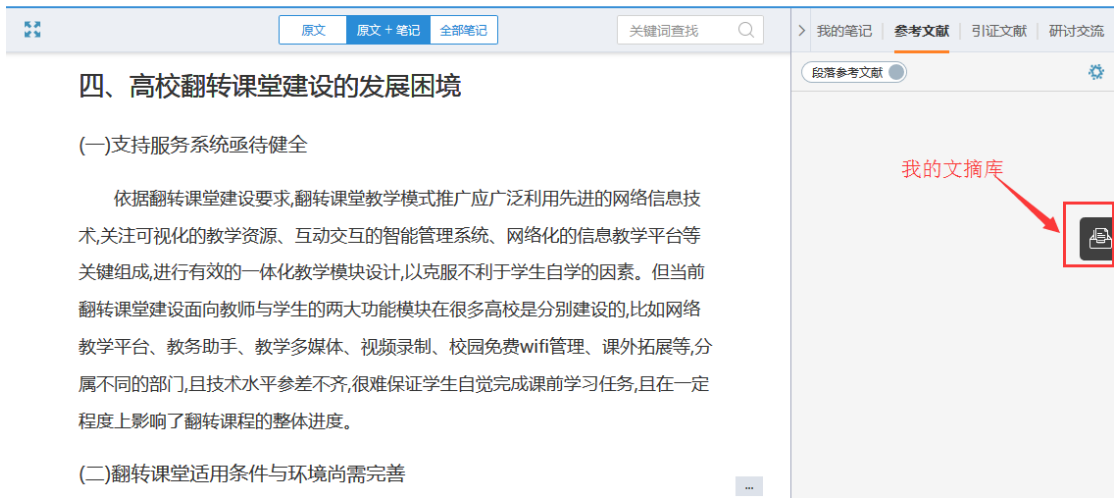 原文 原文 + 笔记 全部笔记 关键词查找
我的笔记 参考文献 引证文献 研讨交流
段落参考文献
四、高校翻转课堂建设的发展困境
(一)支持服务系统亟待健全
依据翻转课堂建设要求,翻转课堂教学模式推广应广泛利用先进的网络信息技
术,关注可视化的教学资源、互动交互的智能管理系统、网络化的信息教学平台等
关键组成,进行有效的一体化教学模块设计,以克服不利于学生自学的因素。但当前
翻转课堂建设面向教师与学生的两大功能模块在很多高校是分别建设的,比如网络
教学平台、教务助手、教学多媒体、视频录制、校园免费wifi管理、课外拓展等,分
属不同的部门,且技术水平参差不齐,很难保证学生自觉完成课前学习任务,且在一定
程度上影响了翻转课程的整体进度。
(二)翻转课堂适用条件与环境尚需完善
...
我的文摘库